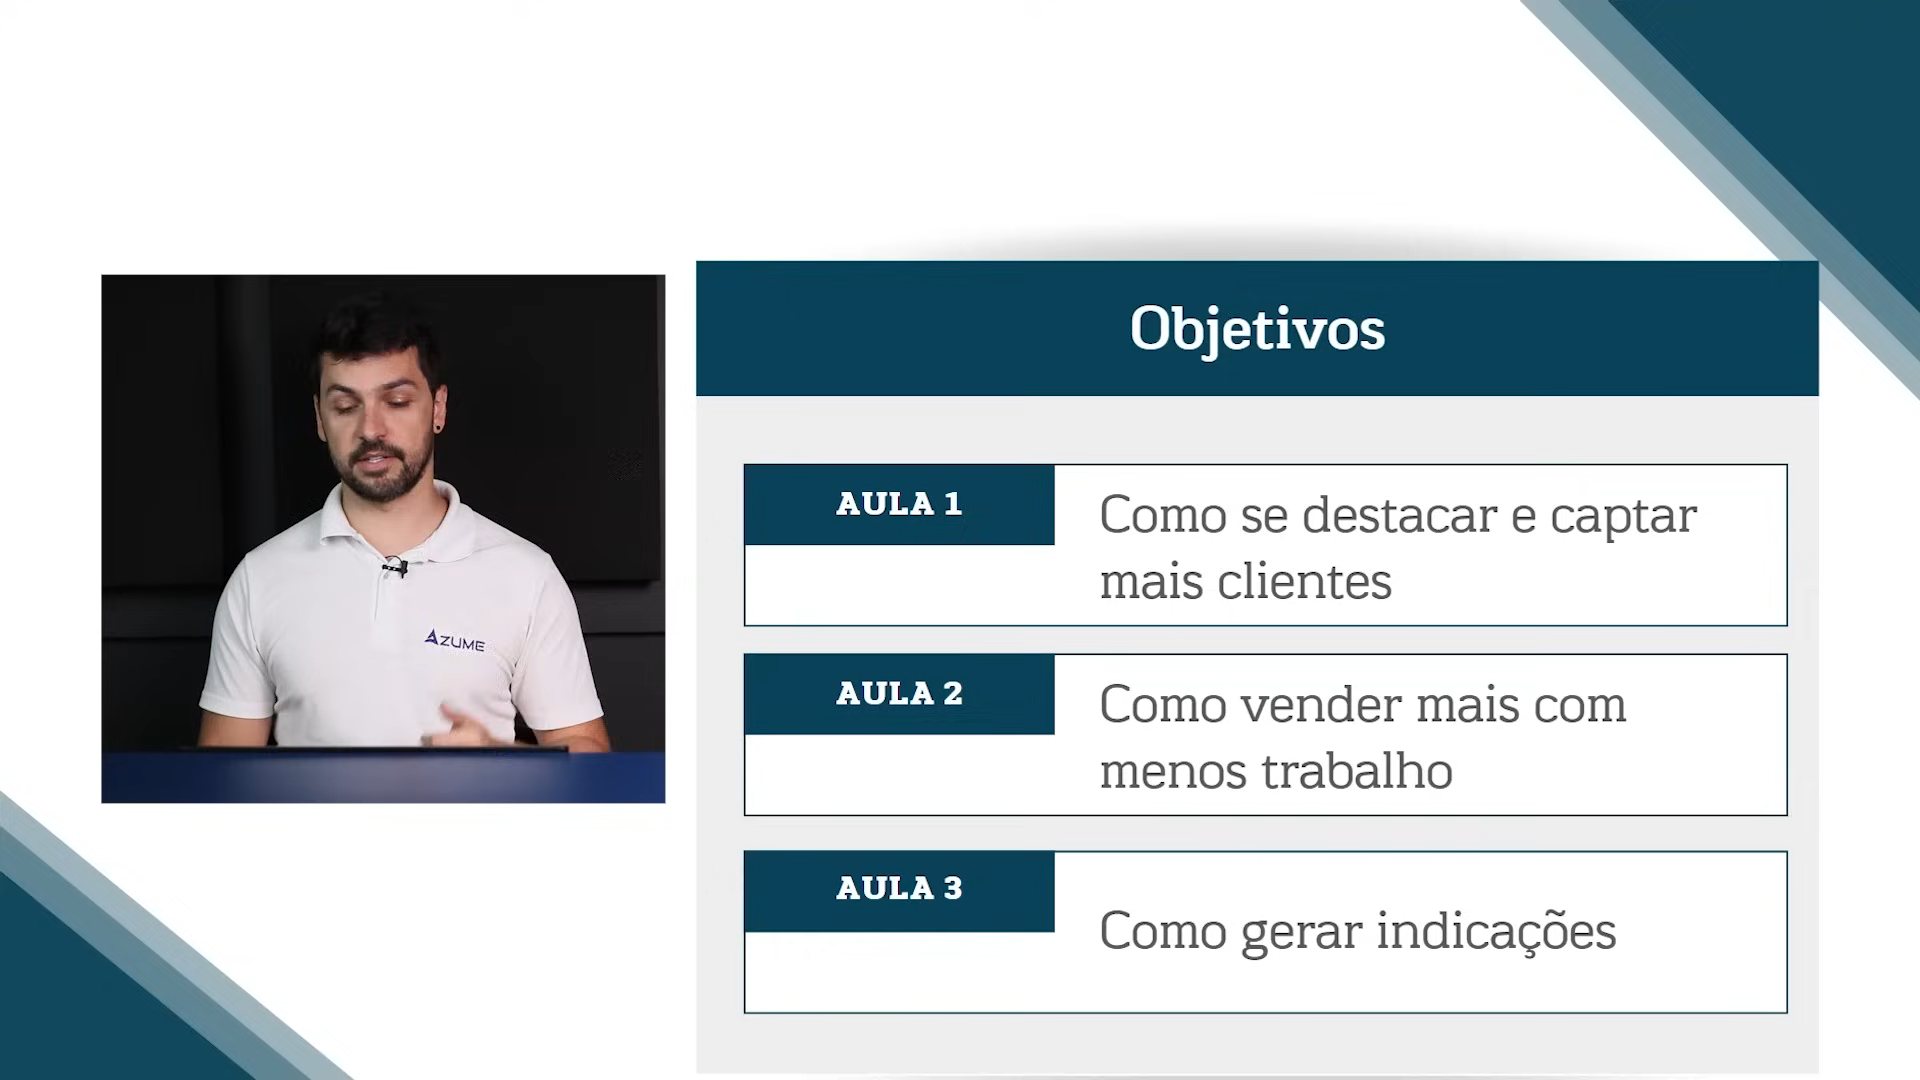 AZUME
Objetivos
AULA 1
Como se destacar e captar
mais clientes
AULA 2
Como vender mais com
menos trabalho
AULA 3
Como gerar indicações